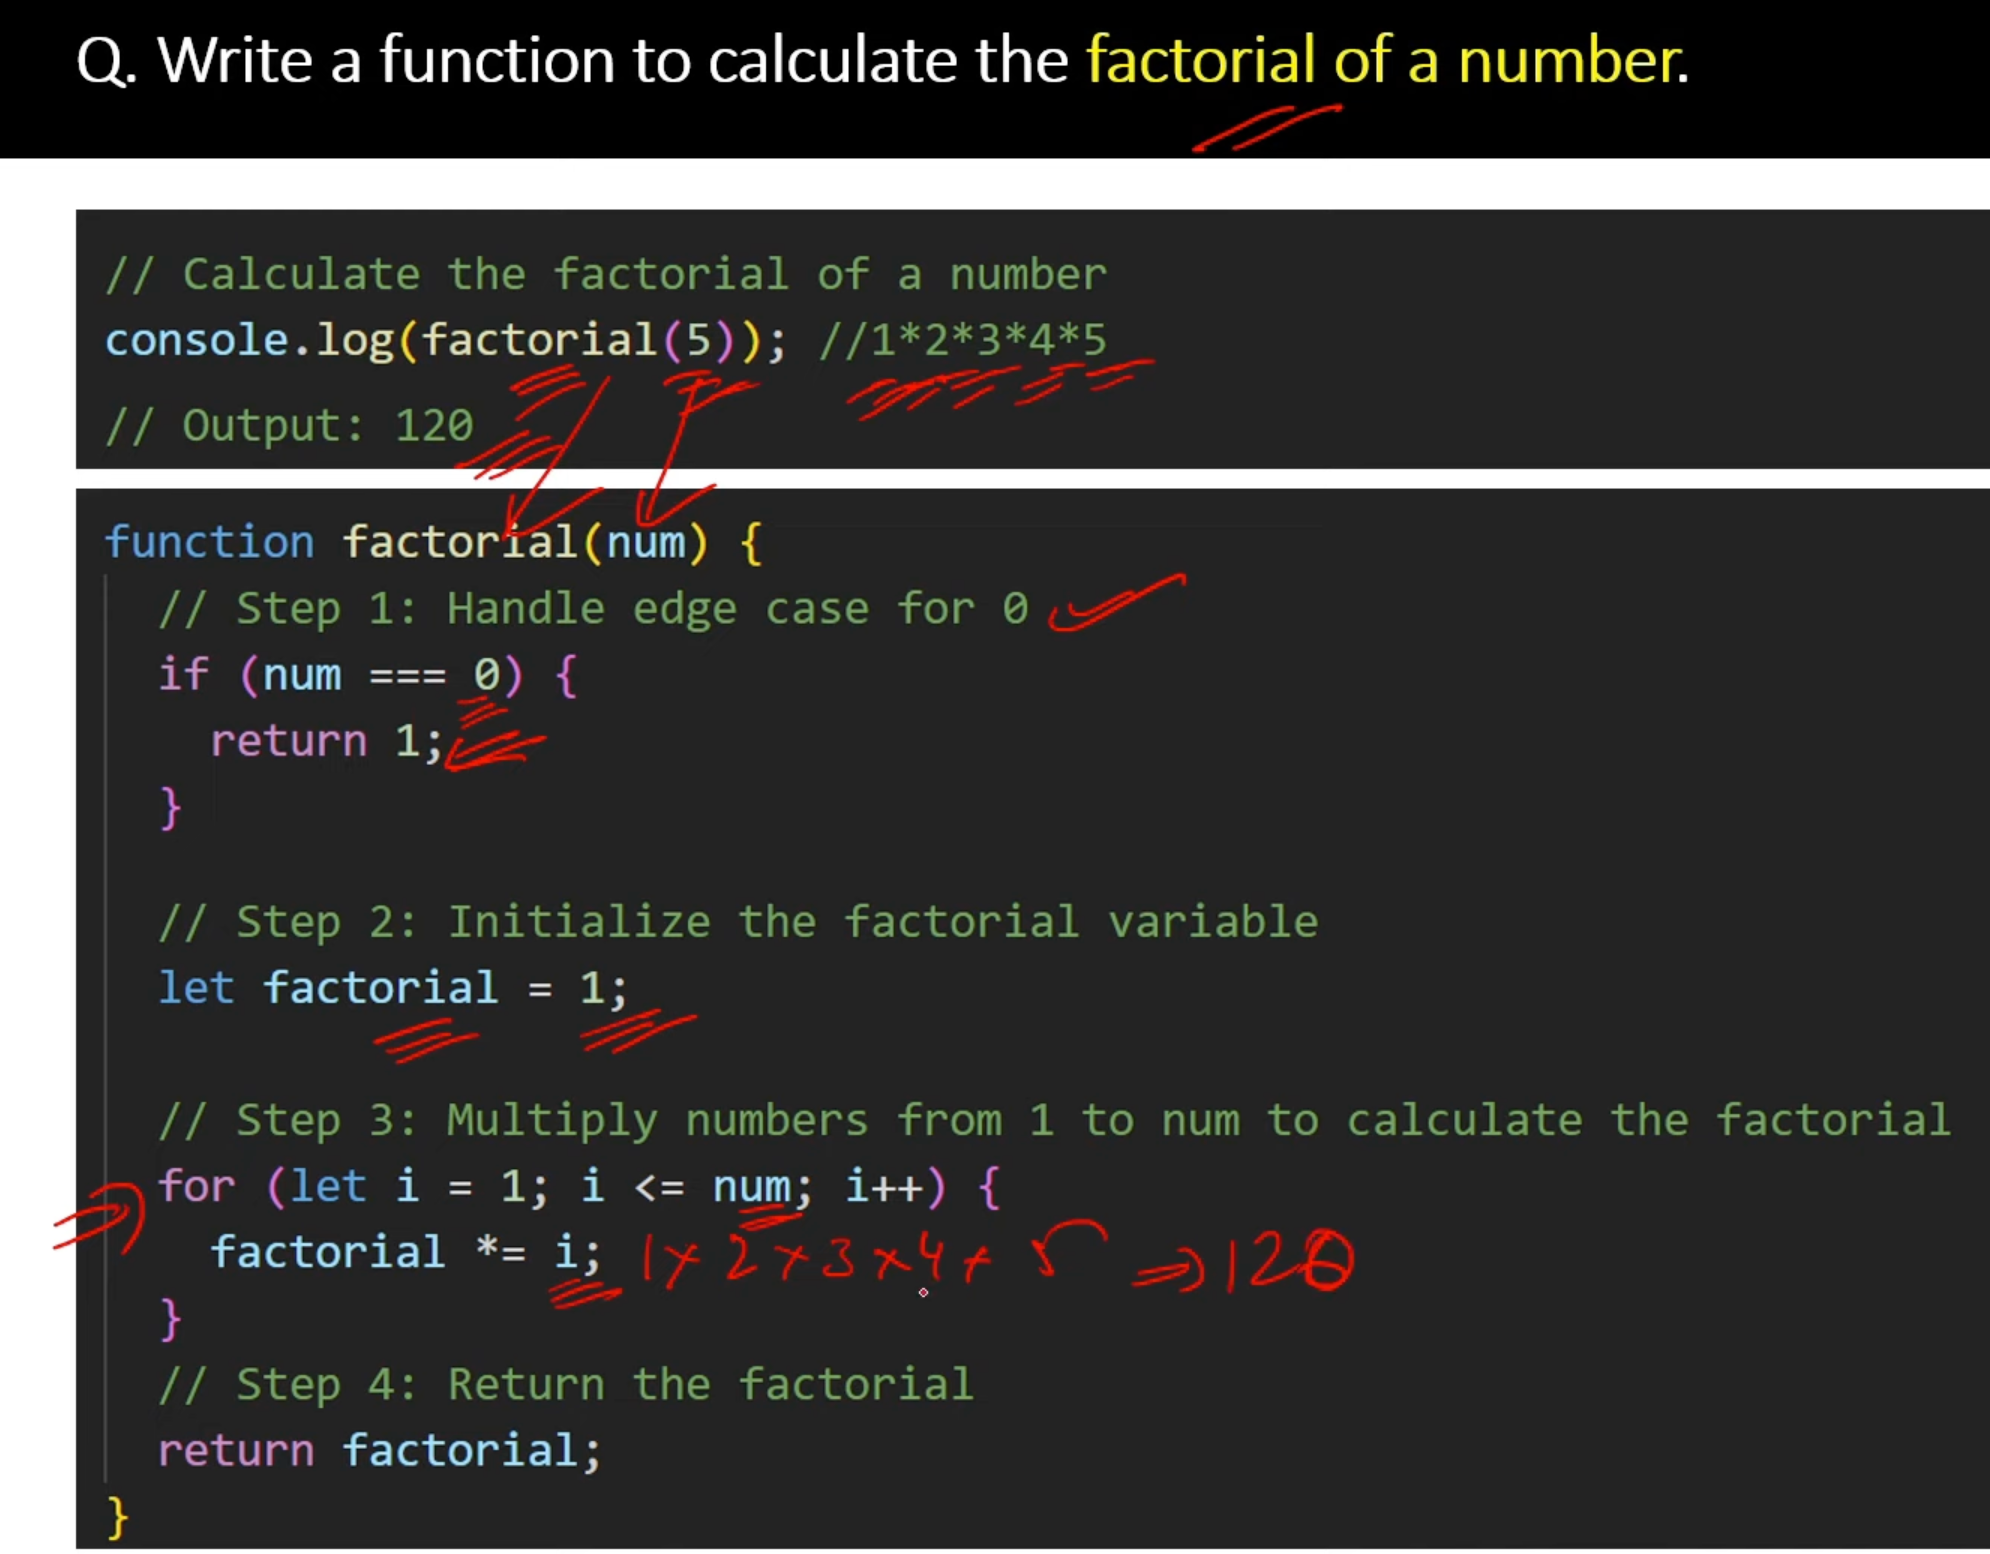 Q. Write a function to calculate the factorial of a number.
// Calculate the factorial of a number
console.log(factorial(5)); //1*2*3*4*5
// Output: 120
function factorial(num) {
// Step 1: Handle edge case for 0
if (num === 0) {
return 1;
}
// Step 2: Initialize the factorial variable
let factorial = 1;
// Step 3: Multiply numbers from 1 to num to calculate the factorial
for (let i = 1; i <= num; i++) {
factorial *= i; 1 x 2 x 3 x 4 x 5 => 120
}
// Step 4: Return the factorial
return factorial;
}